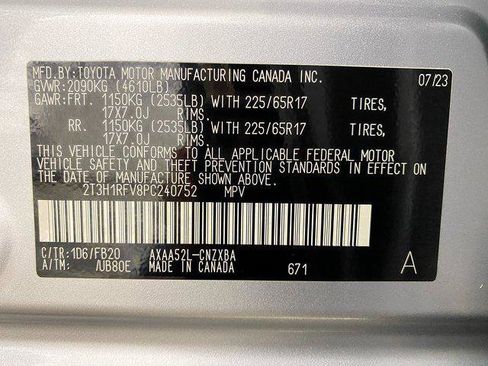 MFD.BY:TOYOTA MOTOR MANUFACTURING CANADA INC. 07/23
GVWR:2090KG (4610LB)
GAWR:FRT. 1150KG (2535LB) WITH 225/65R17 TIRES,
17X7.0J RIMS.
RR. 1150KG (2535LB) WITH 225/65R17 TIRES,
17X7.0J RIMS.
THIS VEHICLE CONFORMS TO ALL APPLICABLE FEDERAL MOTOR
VEHICLE SAFETY AND THEFT PREVENTION STANDARDS IN EFFECT
ON THE DATE OF MANUFACTURE SHOWN ABOVE.
2T3H1RFV8PC240752 MPV
C/TR:1D6/FB20 AXAA52L-CNZXBA
A/TM: /UB80E MADE IN CANADA 671 A